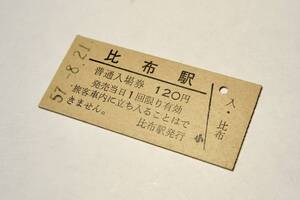 57.-8.21
比布駅
普通入場券 120円
発売当日1回限り有効
旅客車内に立ち入ることはで
きません。
比布駅発行
入・比布
小